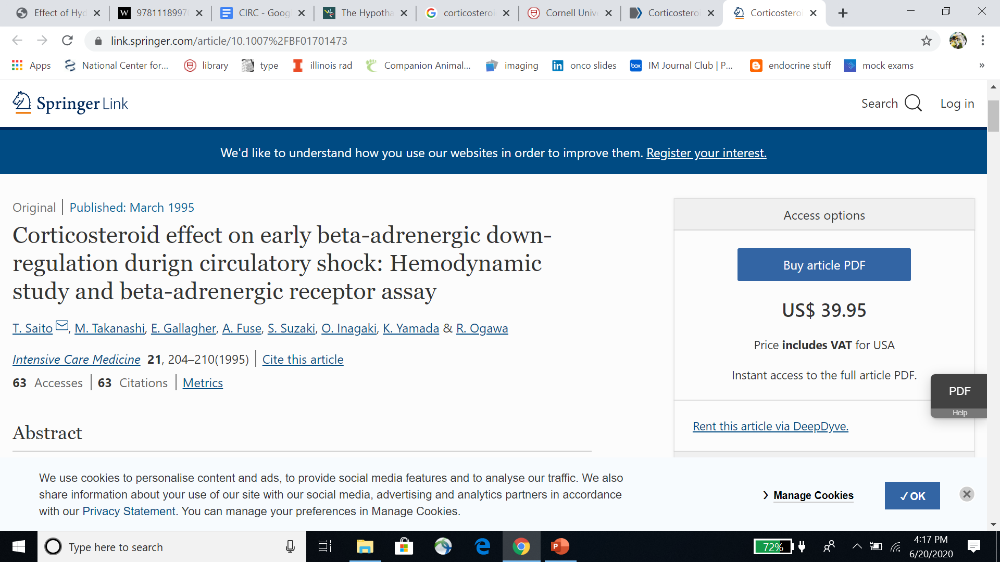 Effect of Hyd
9781118997
CIRC - Goog
The Hypotha
corticosteroi
Cornell Univ
Corticosteroi
Corticosteroi
link.springer.com/article/10.1007%2FBF01701473
Apps
National Center for...
library
type
illinois rad
Companion Animal...
imaging
onco slides
IM Journal Club | P...
endocrine stuff
mock exams
»
Springer Link
Search
Log in
We'd like to understand how you use our websites in order to improve them. Register your interest.
Original | Published: March 1995
Corticosteroid effect on early beta-adrenergic down-
regulation durign circulatory shock: Hemodynamic
study and beta-adrenergic receptor assay
T. Saito, M. Takanashi, E. Gallagher, A. Fuse, S. Suzaki, O. Inagaki, K. Yamada & R. Ogawa
Intensive Care Medicine 21, 204–210(1995) | Cite this article
63 Accesses | 63 Citations | Metrics
Abstract
Access options
Buy article PDF
US$ 39.95
Price includes VAT for USA
Instant access to the full article PDF.
PDF
Help
Rent this article via DeepDyve.
We use cookies to personalise content and ads, to provide social media features and to analyse our traffic. We also
share information about your use of our site with our social media, advertising and analytics partners in accordance
with our Privacy Statement. You can manage your preferences in Manage Cookies.
Manage Cookies
✓ OK
Type here to search
72%
4:17 PM
6/20/2020